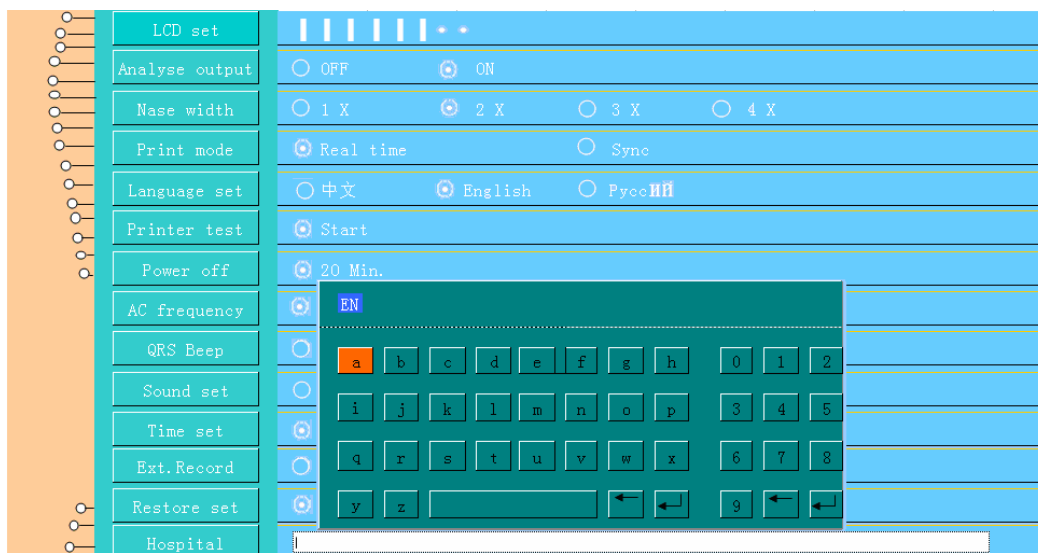 LCD set
Analyse output OFF ON
Nase width 1 X 2 X 3 X 4 X
Print mode Real time Sync
Language set 中文 English Русский
Printer test Start
Power off 20 Min.
AC frequency
EN
QRS Beep
a b c d e f g h 0 1 2
Sound set
i j k l m n o p 3 4 5
Time set
Ext.Record
q r s t u v w x 6 7 8
Restore set
y z 9
Hospital